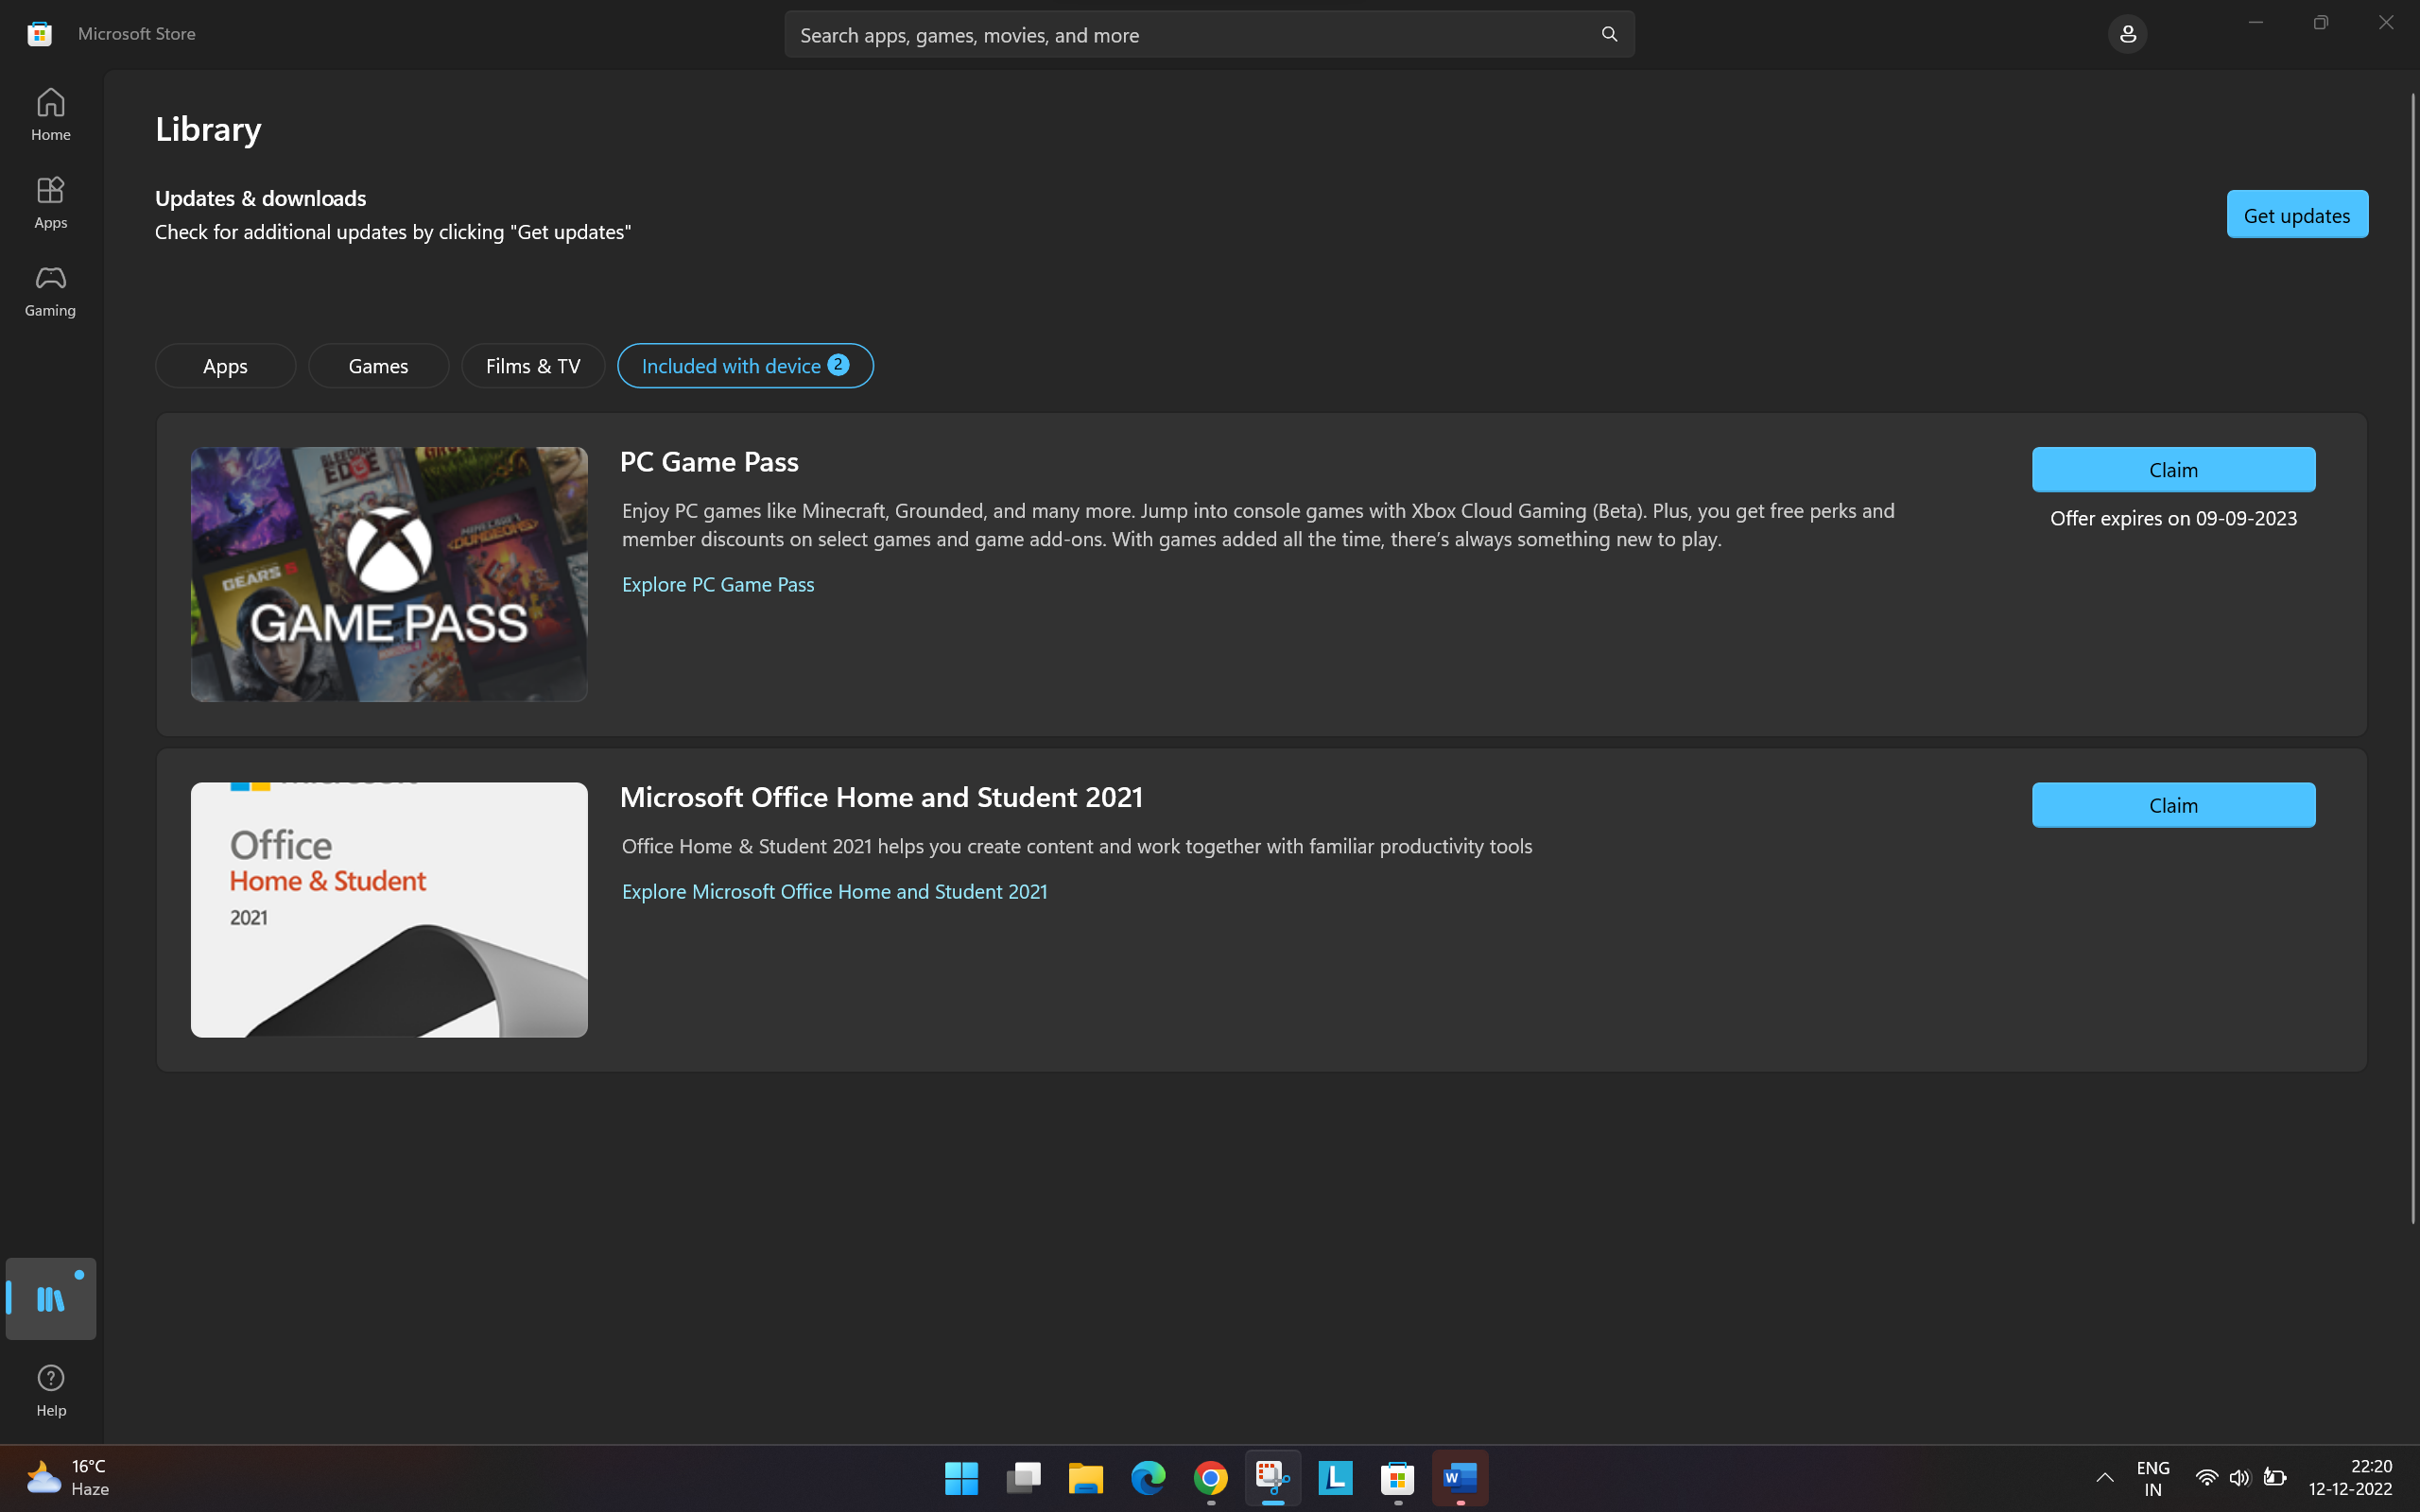 Microsoft Store
Search apps, games, movies, and more
Home
Apps
Gaming
Library
Updates & downloads
Check for additional updates by clicking "Get updates"
Get updates
Apps
Games
Films & TV
Included with device 2
BLEEDING
EDGE
MINECRAFT
DUNGEONS
GEARS 5
GAME PASS
PC Game Pass
Enjoy PC games like Minecraft, Grounded, and many more. Jump into console games with Xbox Cloud Gaming (Beta). Plus, you get free perks and
member discounts on select games and game add-ons. With games added all the time, there’s always something new to play.
Explore PC Game Pass
Claim
Offer expires on 09-09-2023
Office
Home & Student
2021
Microsoft Office Home and Student 2021
Office Home & Student 2021 helps you create content and work together with familiar productivity tools
Explore Microsoft Office Home and Student 2021
Claim
Help
16°C
Haze
L
W
ENG
IN
22:20
12-12-2022